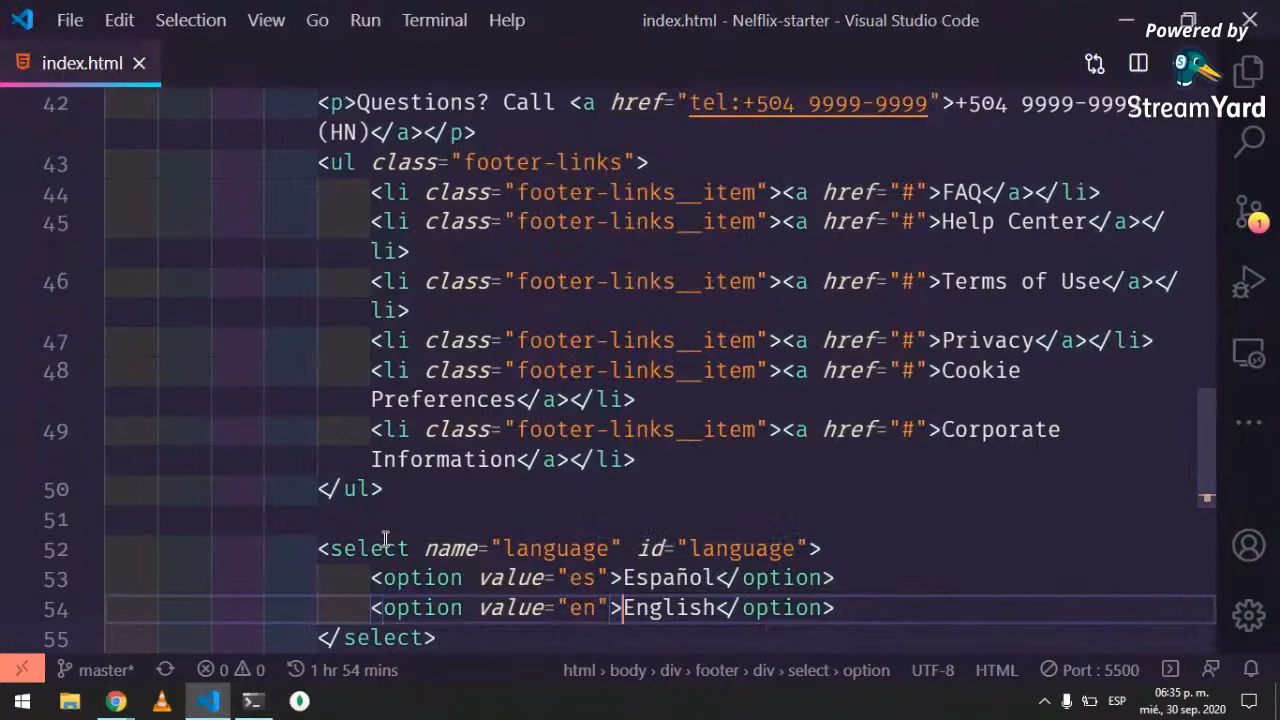 File Edit Selection View Go Run Terminal Help index.html - Nelflix-starter - Visual Studio Code
Powered by
StreamYard
index.html
42 <p>Questions? Call <a href="tel:+504 9999-9999">+504 9999-999
(HN)</a></p>
43 <ul class="footer-links">
44 <li class="footer-links__item"><a href="#">FAQ</a></li>
45 <li class="footer-links__item"><a href="#">Help Center</a></
li>
46 <li class="footer-links__item"><a href="#">Terms of Use</a></
li>
47 <li class="footer-links__item"><a href="#">Privacy</a></li>
48 <li class="footer-links__item"><a href="#">Cookie
Preferences</a></li>
49 <li class="footer-links__item"><a href="#">Corporate
Information</a></li>
50 </ul>
51
52 <select name="language" id="language">
53 <option value="es">Español</option>
54 <option value="en">English</option>
55 </select>
1
master* 0 0 1 hr 54 mins html › body › div › footer › div › select › option UTF-8 HTML Port : 5500
ESP
06:35 p. m.
mié., 30 sep. 2020